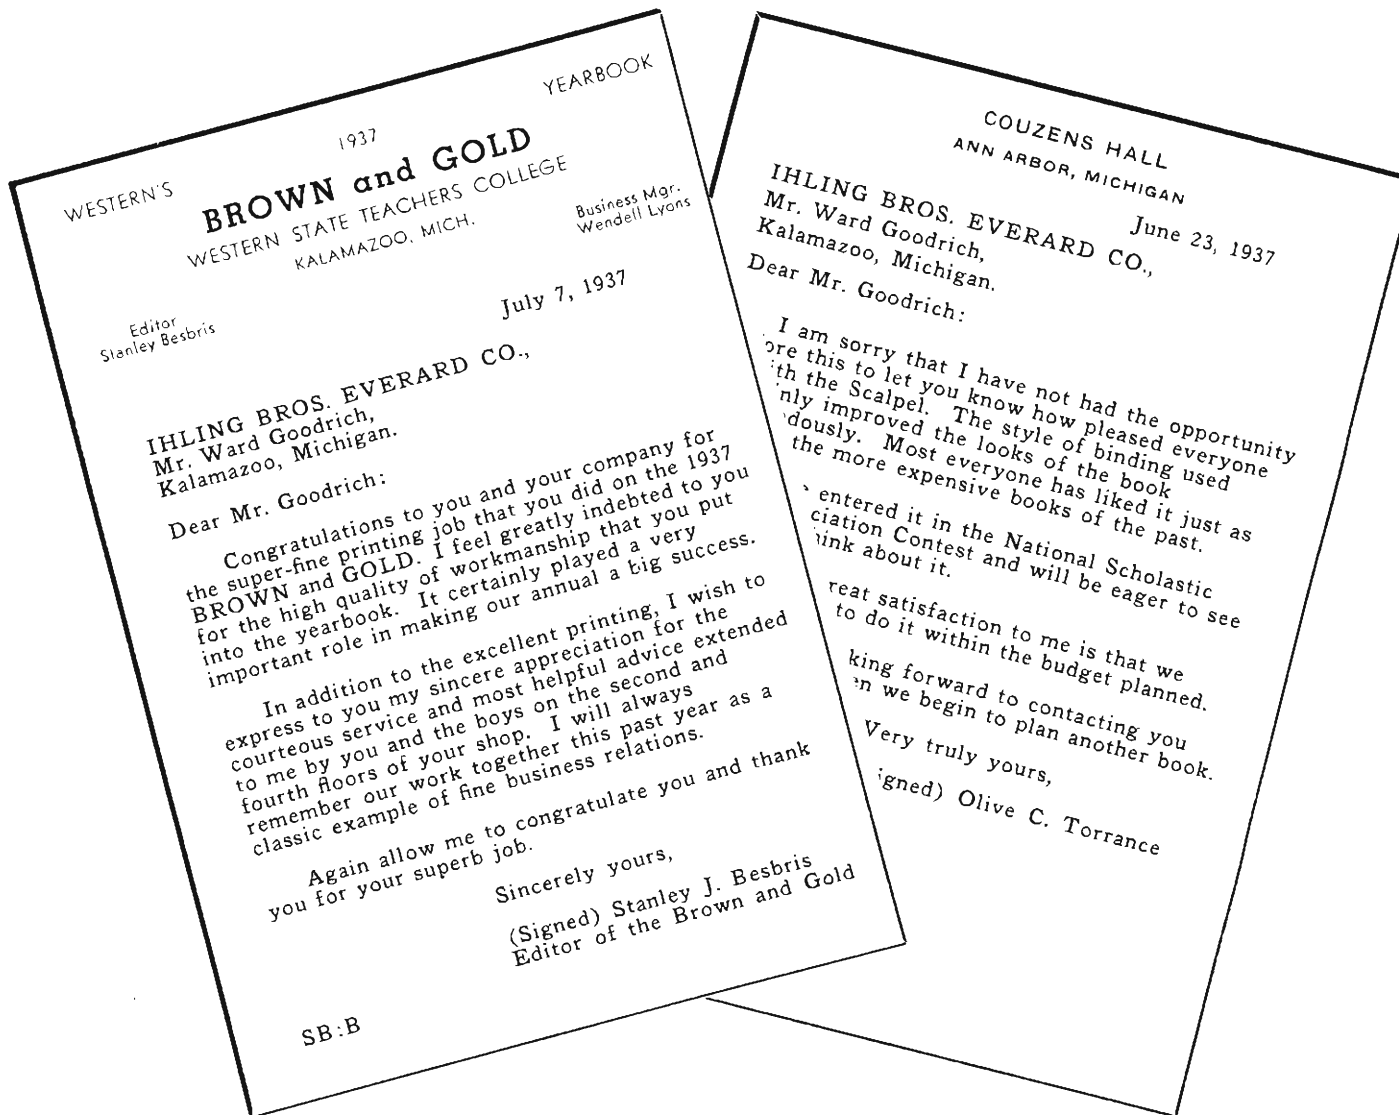 WESTERN'S
YEARBOOK
1937
BROWN and GOLD
WESTERN STATE TEACHERS COLLEGE
KALAMAZOO, MICH.
Business Mgr.
Wendell Lyons
Editor
Stanley Besbris
July 7, 1937
IHLING BROS. EVERARD CO.,
Mr. Ward Goodrich,
Kalamazoo, Michigan.
Dear Mr. Goodrich:
Congratulations to you and your company for
the super-fine printing job that you did on the 1937
BROWN and GOLD. I feel greatly indebted to you
for the high quality of workmanship that you put
into the yearbook. It certainly played a very
important role in making our annual a big success.
In addition to the excellent printing, I wish to
express to you my sincere appreciation for the
courteous service and most helpful advice extended
to me by you and the boys on the second and
fourth floors of your shop. I will always
remember our work together this past year as a
classic example of fine business relations.
Again allow me to congratulate you and thank
you for your superb job.
Sincerely yours,
(Signed) Stanley J. Besbris
Editor of the Brown and Gold
SB:B
COUZENS HALL
ANN ARBOR, MICHIGAN
June 23, 1937
IHLING BROS. EVERARD CO.,
Mr. Ward Goodrich,
Kalamazoo, Michigan.
Dear Mr. Goodrich:
I am sorry that I have not had the opportunity
ore this to let you know how pleased everyone
th the Scalpel. The style of binding used
nly improved the looks of the book
dously. Most everyone has liked it just as
the more expensive books of the past.
entered it in the National Scholastic
ciation Contest and will be eager to see
ink about it.
reat satisfaction to me is that we
to do it within the budget planned.
king forward to contacting you
en we begin to plan another book.
Very truly yours,
igned) Olive C. Torrance